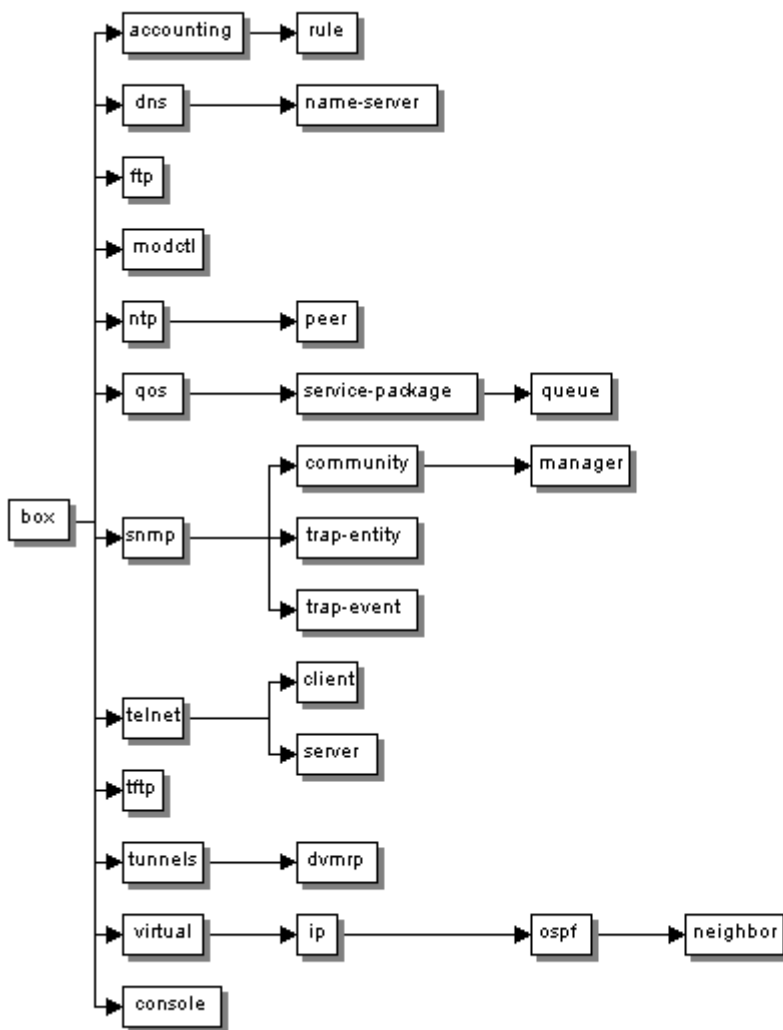 accounting
rule
dns
name-server
ftp
modctl
ntp
peer
qos
service-package
queue
community
manager
box
snmp
trap-entity
trap-event
client
telnet
server
tftp
tunnels
dvmrp
virtual
ip
ospf
neighbor
console